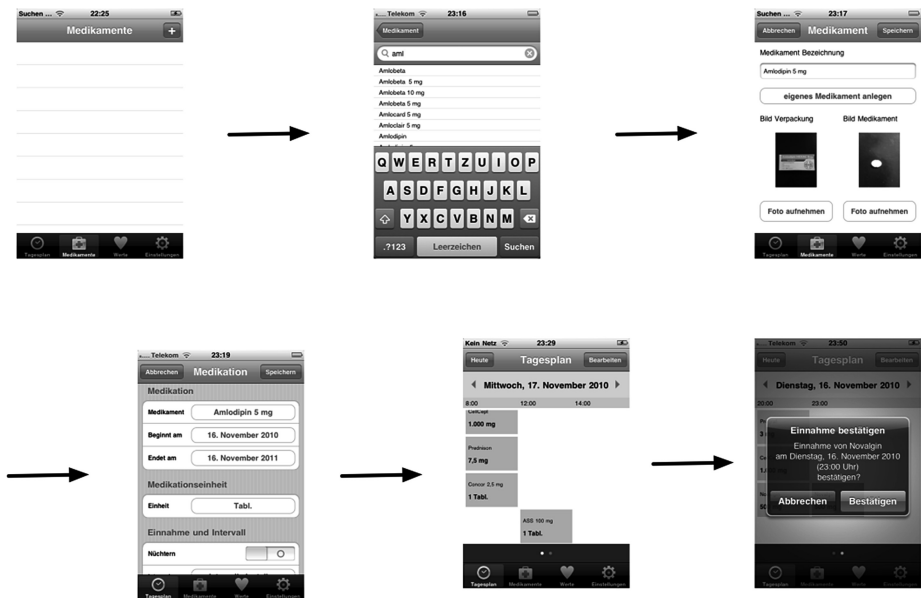 Suchen ... 22:25
Medikamente +
Tagesplan Medikamente Werte Einstellungen
Telekom 23:16
Medikament
aml
Amlobeta
Amlobeta 5 mg
Amlobeta 10 mg
Amlobeta 5 mg
Amlocard 5 mg
Amloclair 5 mg
Amlodipin
Q W E R T Z U I O P
A S D F G H J K L
Y X C V B N M
.?123 Leerzeichen Suchen
Suchen ... 23:17
Abbrechen Medikament Speichern
Medikament Bezeichnung
Amlodipin 5 mg
eigenes Medikament anlegen
Bild Verpackung Bild Medikament
Foto aufnehmen Foto aufnehmen
Tagesplan Medikamente Werte Einstellungen
Telekom 23:19
Abbrechen Medikation Speichern
Medikation
Medikament Amlodipin 5 mg
Beginnt am 16. November 2010
Endet am 16. November 2011
Medikationseinheit
Einheit Tabl.
Einnahme und Intervall
Nüchtern
Tagesplan Medikamente Werte Einstellungen
Kein Netz 23:29
Heute Tagesplan Bearbeiten
Mittwoch, 17. November 2010
8:00 12:00 14:00
CellCept
1.000 mg
Prednison
7,5 mg
Concor 2,5 mg
1 Tabl.
ASS 100 mg
1 Tabl.
Tagesplan Medikamente Werte Einstellungen
Telekom 23:50
Heute Tagesplan Bearbeiten
Dienstag, 16. November 2010
20:00 23:00
Einnahme bestätigen
Einnahme von Novalgin
am Dienstag, 16. November 2010
(23:00 Uhr)
bestätigen?
Abbrechen Bestätigen
Tagesplan Medikamente Werte Einstellungen